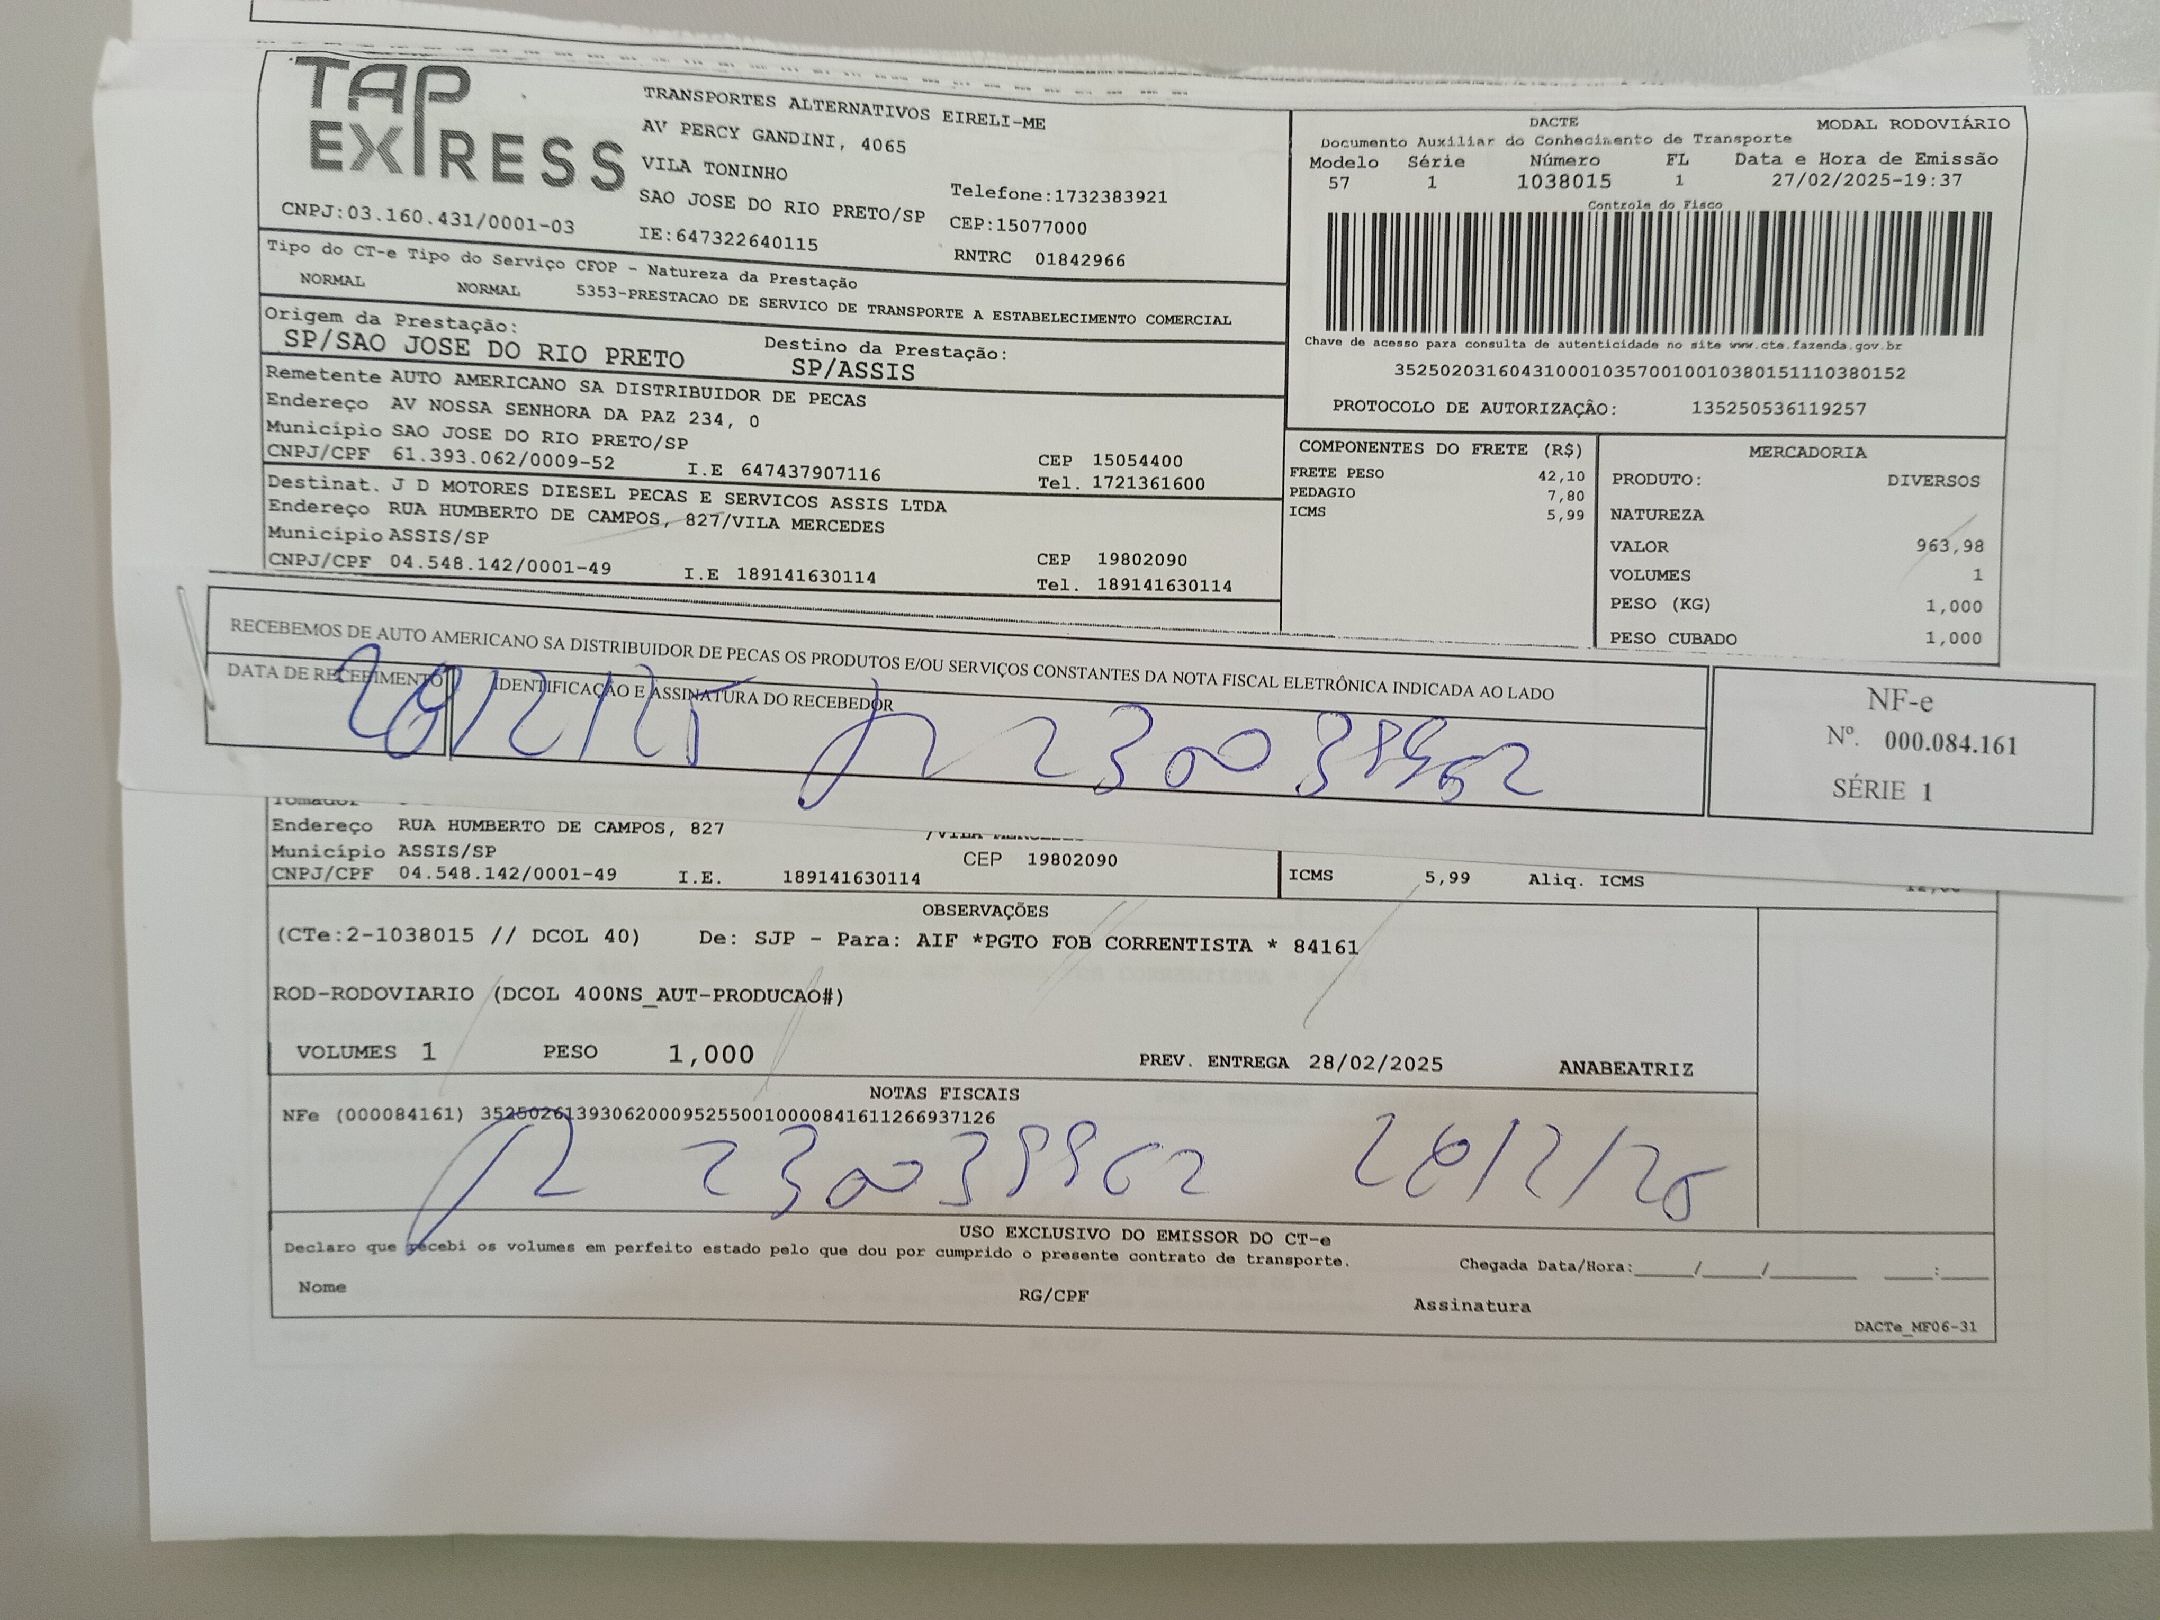 TAP EXPRESS
TRANSPORTES ALTERNATIVOS EIRELI-ME
AV PERCY GANDINI, 4065
VILA TONINHO
SAO JOSE DO RIO PRETO/SP
Telefone:1732383921
CEP:15077000
CNPJ:03.160.431/0001-03
IE:647322640115
RNTRC 01842966
DACTE MODAL RODOVIÁRIO
Documento Auxiliar do Conhecimento de Transporte
Modelo Série Número FL Data e Hora de Emissão
57 1 1038015 1 27/02/2025-19:37
Controle do Fisco
Chave de acesso para consulta de autenticidade no site www.cte.fazenda.gov.br
35250203160431000103570010010380151110380152
PROTOCOLO DE AUTORIZAÇÃO: 135250536119257
Tipo do CT-e Tipo do Serviço CFOP - Natureza da Prestação
NORMAL NORMAL 5353-PRESTACAO DE SERVICO DE TRANSPORTE A ESTABELECIMENTO COMERCIAL
Origem da Prestação: Destino da Prestação:
SP/SAO JOSE DO RIO PRETO SP/ASSIS
Remetente AUTO AMERICANO SA DISTRIBUIDOR DE PECAS
Endereço AV NOSSA SENHORA DA PAZ 234, 0
Município SAO JOSE DO RIO PRETO/SP CEP 15054400
CNPJ/CPF 61.393.062/0009-52 I.E 647437907116 Tel. 1721361600
Destinat. J D MOTORES DIESEL PECAS E SERVICOS ASSIS LTDA
Endereço RUA HUMBERTO DE CAMPOS, 827/VILA MERCEDES
Município ASSIS/SP CEP 19802090
CNPJ/CPF 04.548.142/0001-49 I.E 189141630114 Tel. 189141630114
COMPONENTES DO FRETE (R$)
FRETE PESO 42,10
PEDAGIO 7,80
ICMS 5,99
MERCADORIA
PRODUTO: DIVERSOS
NATUREZA
VALOR 963,98
VOLUMES 1
PESO (KG) 1,000
PESO CUBADO 1,000
RECEBEMOS DE AUTO AMERICANO SA DISTRIBUIDOR DE PECAS OS PRODUTOS E/OU SERVIÇOS CONSTANTES DA NOTA FISCAL ELETRÔNICA INDICADA AO LADO
DATA DE RECEBIMENTO IDENTIFICAÇÃO E ASSINATURA DO RECEBEDOR
28/2/25 230039962
NF-e
Nº. 000.084.161
SÉRIE 1
Tomador
Endereço RUA HUMBERTO DE CAMPOS, 827 /VILA MERCEDES
Município ASSIS/SP CEP 19802090
CNPJ/CPF 04.548.142/0001-49 I.E. 189141630114
ICMS 5,99 Aliq. ICMS
OBSERVAÇÕES
(CTe:2-1038015 // DCOL 40) De: SJP - Para: AIF *PGTO FOB CORRENTISTA * 84161
ROD-RODOVIARIO (DCOL 400NS_AUT-PRODUCAO#)
VOLUMES 1 PESO 1,000 PREV. ENTREGA 28/02/2025 ANABEATRIZ
NOTAS FISCAIS
NFe (000084161) 35250261393062000952550010000841611266937126
230039962 28/2/25
USO EXCLUSIVO DO EMISSOR DO CT-e
Declaro que recebi os volumes em perfeito estado pelo que dou por cumprido o presente contrato de transporte.
Chegada Data/Hora:____/____/______ ___:___
Nome RG/CPF Assinatura
DACTe_MF06-31